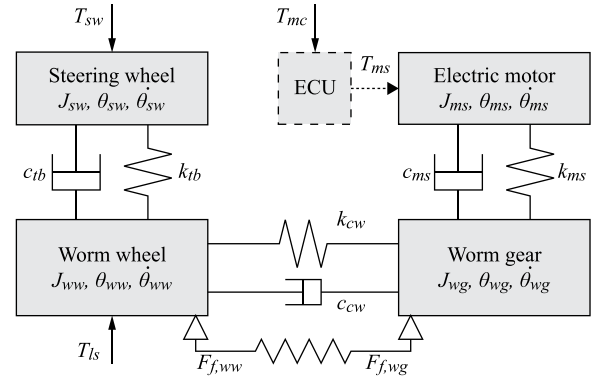 T_sw
T_mc
Steering wheel
J_sw, θ_sw, θ̇_sw
ECU
T_ms
Electric motor
J_ms, θ_ms, θ̇_ms
c_tb
k_tb
c_ms
k_ms
Worm wheel
J_ww, θ_ww, θ̇_ww
k_cw
c_cw
Worm gear
J_wg, θ_wg, θ̇_wg
T_ls
F_f,ww
F_f,wg